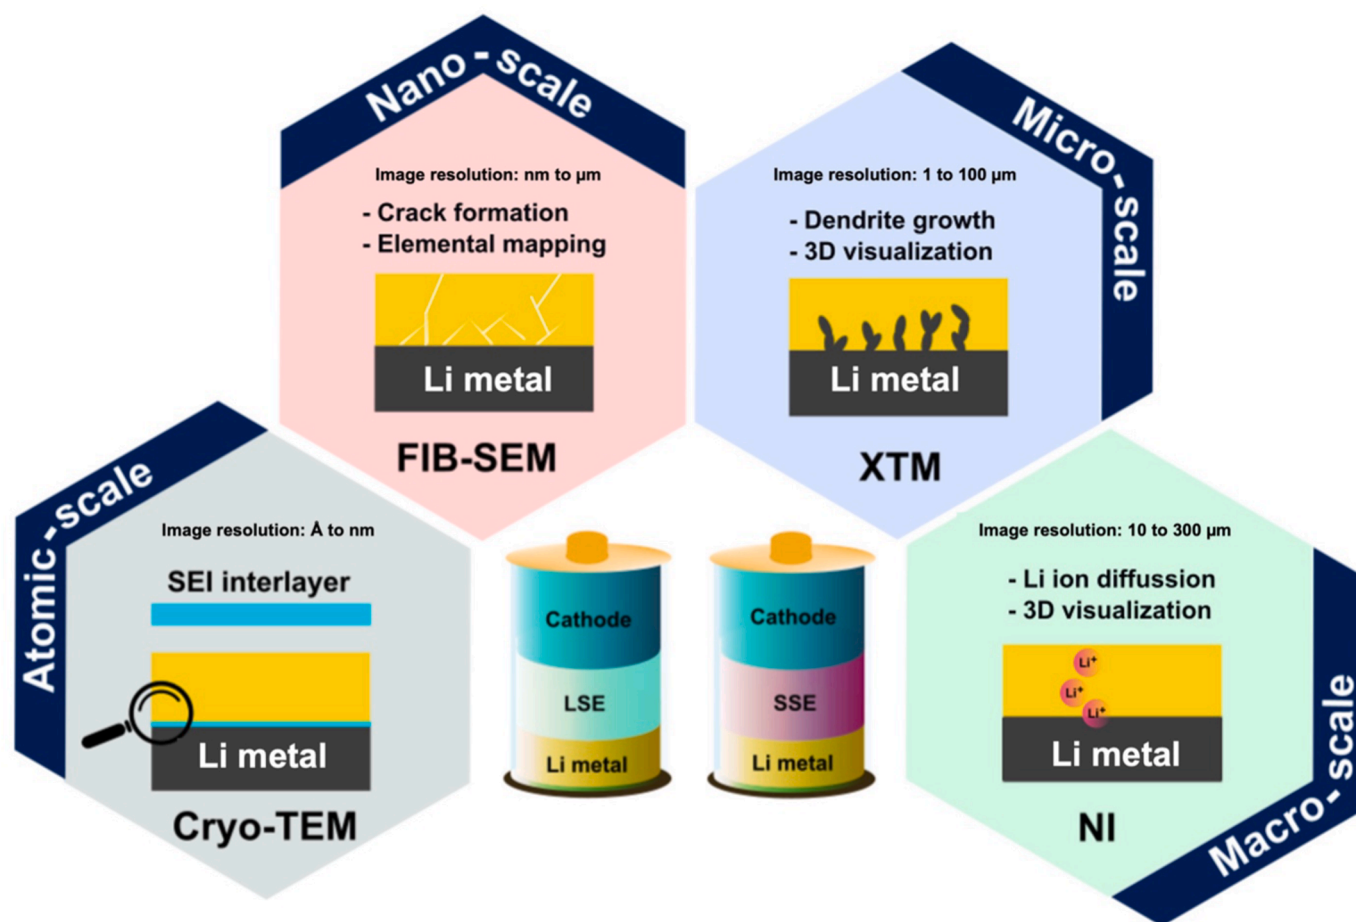 Nano-scale
Image resolution: nm to µm
- Crack formation
- Elemental mapping
Li metal
FIB-SEM
Micro-scale
Image resolution: 1 to 100 µm
- Dendrite growth
- 3D visualization
Li metal
XTM
Atomic-scale
Image resolution: Å to nm
SEI interlayer
Li metal
Cryo-TEM
Cathode
LSE
Li metal
Cathode
SSE
Li metal
Macro-scale
Image resolution: 10 to 300 µm
- Li ion diffussion
- 3D visualization
Li⁺
Li⁺
Li⁺
Li metal
NI